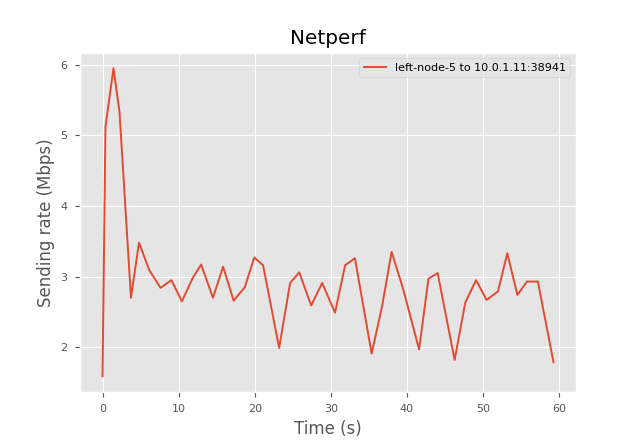 Netperf
left-node-5 to 10.0.1.11:38941
Sending rate (Mbps)
6
5
4
3
2
0 10 20 30 40 50 60
Time (s)